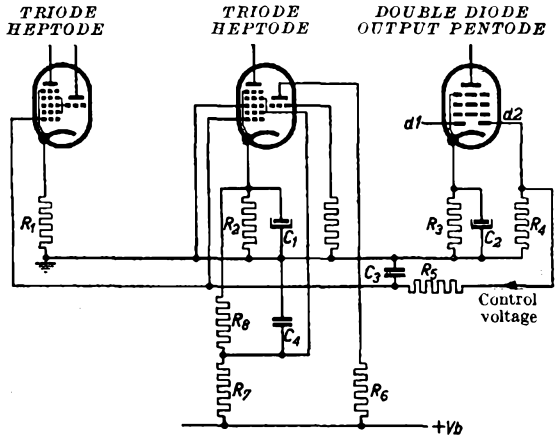 TRIODE HEPTODE
TRIODE HEPTODE
DOUBLE DIODE OUTPUT PENTODE
d1
d2
R1
R2
C1
R3
C2
R4
C3
R5
Control voltage
R8
C4
R7
R6
+Vb